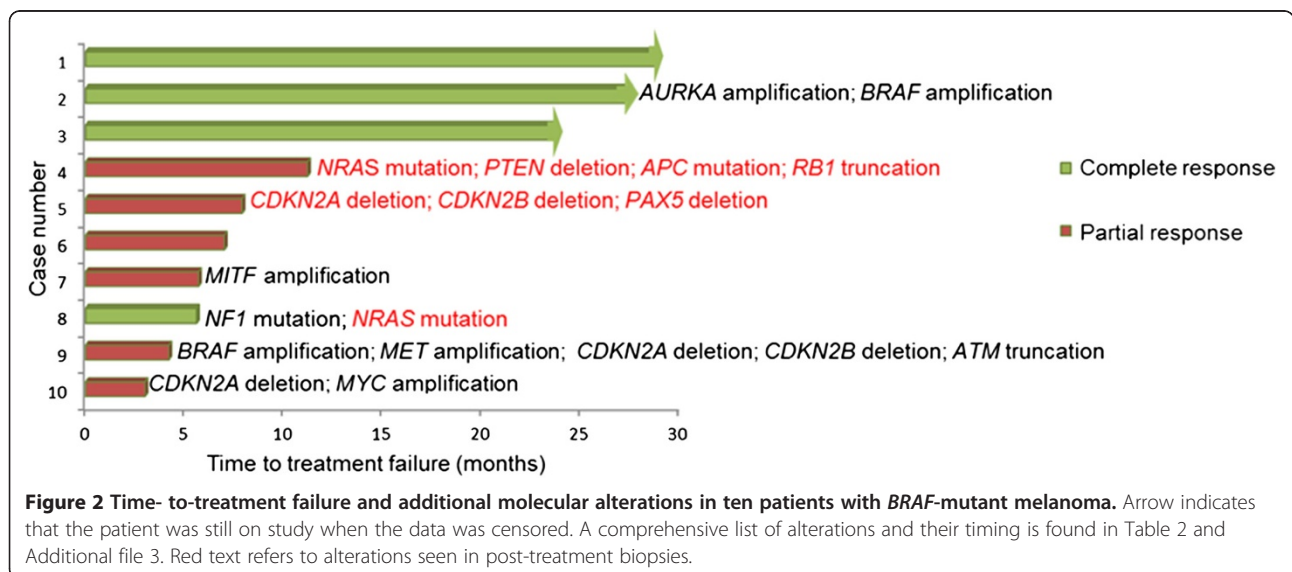 1
2 AURKA amplification; BRAF amplification
3
4 NRAS mutation; PTEN deletion; APC mutation; RB1 truncation
Complete response
5 CDKN2A deletion; CDKN2B deletion; PAX5 deletion
Partial response
6
7 MITF amplification
8 NF1 mutation; NRAS mutation
9 BRAF amplification; MET amplification; CDKN2A deletion; CDKN2B deletion; ATM truncation
10 CDKN2A deletion; MYC amplification
Case number
0 5 10 15 20 25 30
Time to treatment failure (months)
Figure 2 Time- to-treatment failure and additional molecular alterations in ten patients with BRAF-mutant melanoma. Arrow indicates
that the patient was still on study when the data was censored. A comprehensive list of alterations and their timing is found in Table 2 and
Additional file 3. Red text refers to alterations seen in post-treatment biopsies.